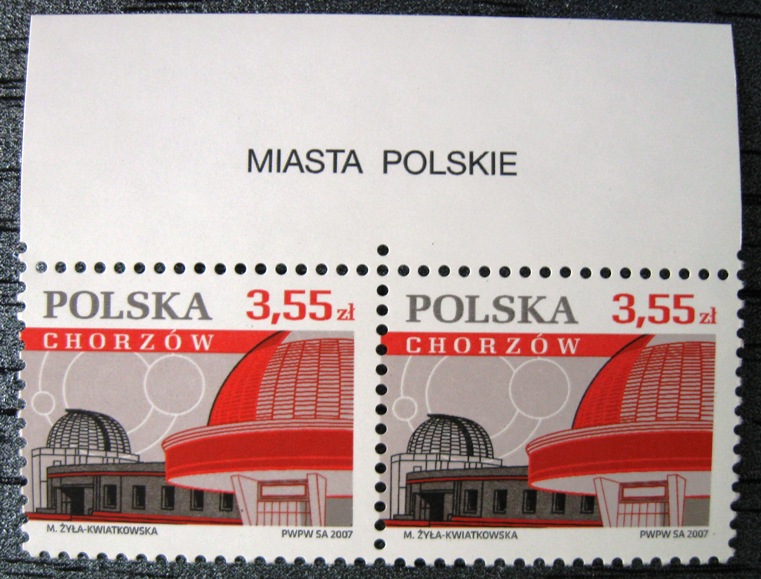 MIASTA POLSKIE
POLSKA 3,55 zł
CHORZÓW
M. ŻYŁA-KWIATKOWSKA PWPW SA 2007
POLSKA 3,55 zł
CHORZÓW
M. ŻYŁA-KWIATKOWSKA PWPW SA 2007